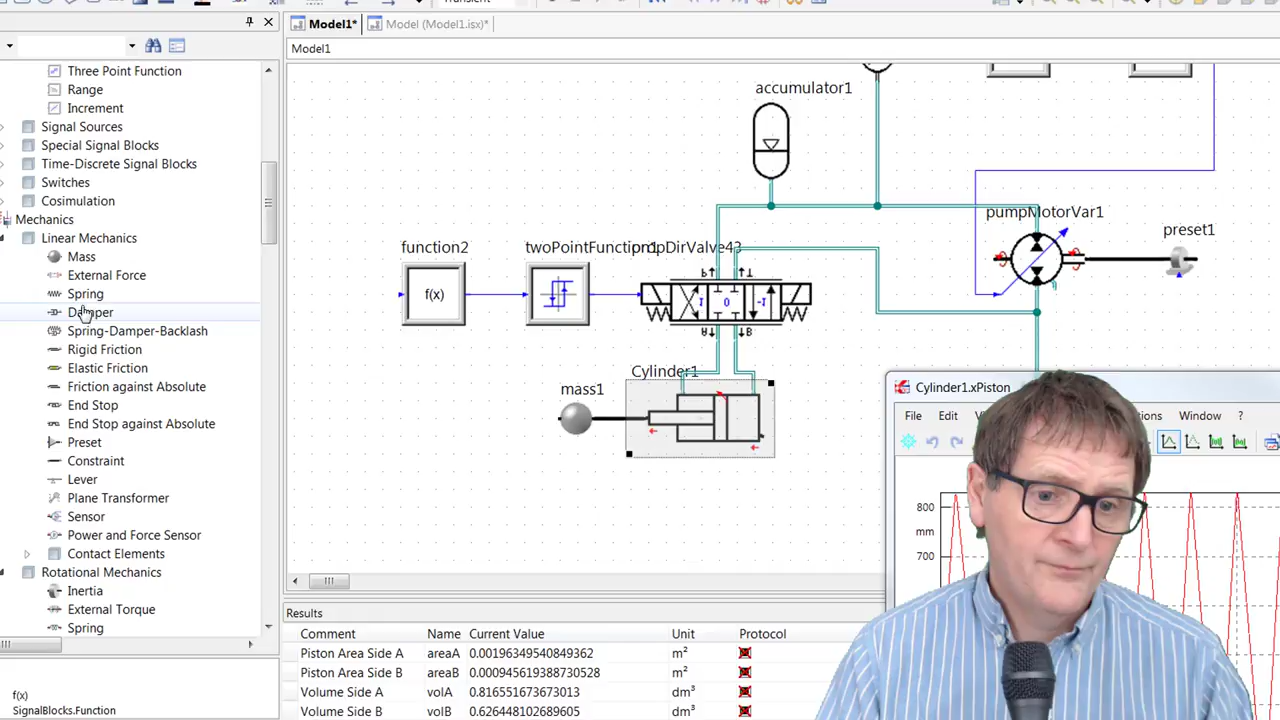 Transient
Model1*
Model (Model1.isx)*
Model1
Three Point Function
Range
Increment
Signal Sources
Special Signal Blocks
Time-Discrete Signal Blocks
Switches
Cosimulation
Mechanics
Linear Mechanics
Mass
External Force
Spring
Damper
Spring-Damper-Backlash
Rigid Friction
Elastic Friction
Friction against Absolute
End Stop
End Stop against Absolute
Preset
Constraint
Lever
Plane Transformer
Sensor
Power and Force Sensor
Contact Elements
Rotational Mechanics
Inertia
External Torque
Spring
f(x)
SignalBlocks.Function
accumulator1
pumpMotorVar1
preset1
function2
f(x)
P
T
1
0
-1
A
B
Cylinder1
mass1
Cylinder1.xPiston
File Edit
Window ?
800
mm
700
Results
Comment Name Current Value Unit Protocol
Piston Area Side A areaA 0.00196349540849362 m²
Piston Area Side B areaB 0.000945619388730528 m²
Volume Side A volA 0.816551673673013 dm³
Volume Side B volB 0.626448102689605 dm³